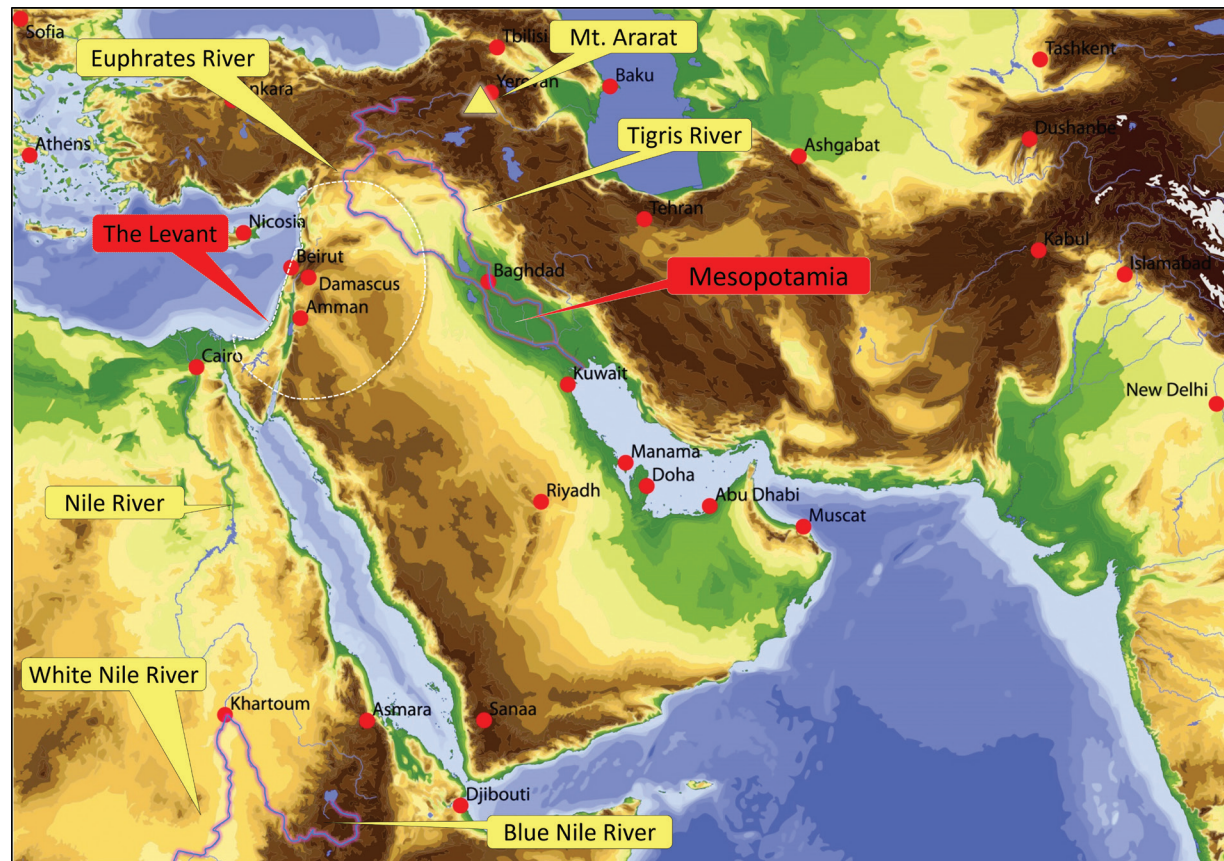 Sofia
Tbilisi
Mt. Ararat
Tashkent
Euphrates River
Yerevan
Baku
Ankara
Tigris River
Dushanbe
Athens
Ashgabat
The Levant
Nicosia
Tehran
Kabul
Beirut
Baghdad
Mesopotamia
Islamabad
Damascus
Amman
Cairo
Kuwait
New Delhi
Manama
Doha
Nile River
Riyadh
Abu Dhabi
Muscat
White Nile River
Khartoum
Asmara
Sanaa
Djibouti
Blue Nile River